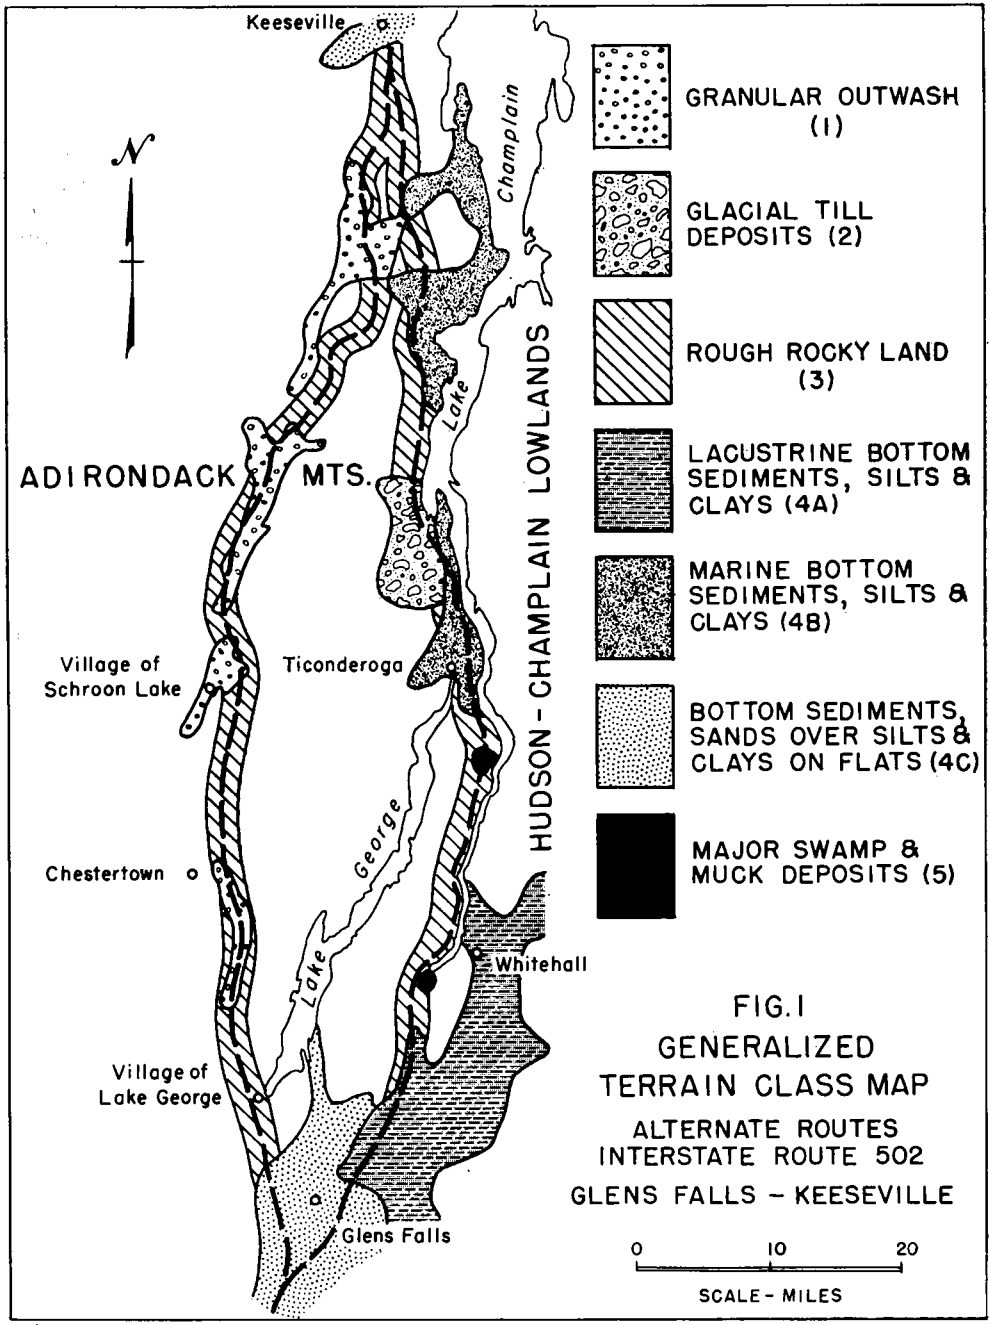 Keeseville
N
Champlain
Lake
HUDSON-CHAMPLAIN LOWLANDS
ADIRONDACK MTS.
Village of
Schroon Lake
Ticonderoga
Chestertown
Lake George
Whitehall
Village of
Lake George
Glens Falls
GRANULAR OUTWASH
(1)
GLACIAL TILL
DEPOSITS (2)
ROUGH ROCKY LAND
(3)
LACUSTRINE BOTTOM
SEDIMENTS, SILTS &
CLAYS (4A)
MARINE BOTTOM
SEDIMENTS, SILTS &
CLAYS (4B)
BOTTOM SEDIMENTS,
SANDS OVER SILTS &
CLAYS ON FLATS (4C)
MAJOR SWAMP &
MUCK DEPOSITS (5)
FIG. 1
GENERALIZED
TERRAIN CLASS MAP
ALTERNATE ROUTES
INTERSTATE ROUTE 502
GLENS FALLS - KEESEVILLE
0 10 20
SCALE - MILES